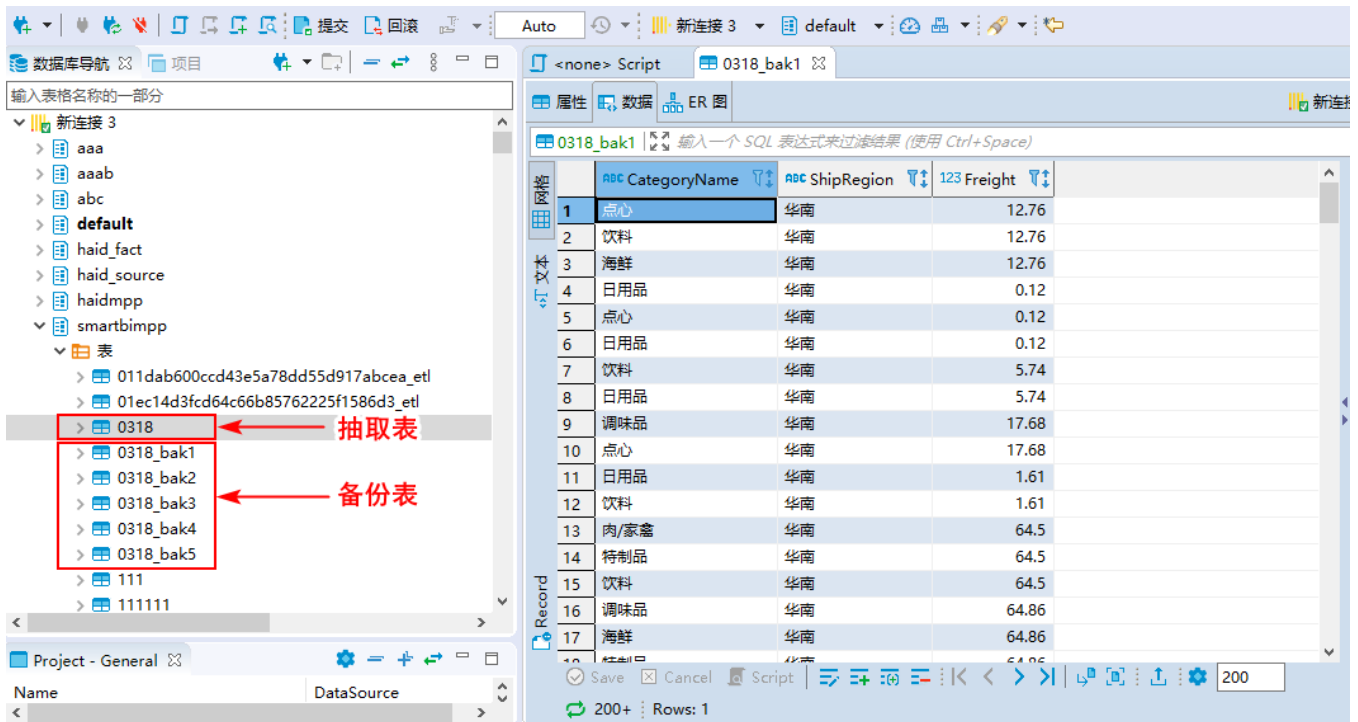 提交 回滚 Auto 新连接 3 default
数据库导航 项目
输入表格名称的一部分
新连接 3
aaa
aaab
abc
default
haid_fact
haid_source
haidmpp
smartbimpp
表
011dab600ccd43e5a78dd55d917abcea_etl
01ec14d3fcd64c66b85762225f1586d3_etl
0318
抽取表
0318_bak1
0318_bak2
0318_bak3
备份表
0318_bak4
0318_bak5
111
111111
Project - General
Name DataSource
<none> Script 0318_bak1
属性 数据 ER 图 新连接
0318_bak1 输入一个 SQL 表达式来过滤结果 (使用 Ctrl+Space)
网格
文本
Record
ABC CategoryName ABC ShipRegion 123 Freight
1 点心 华南 12.76
2 饮料 华南 12.76
3 海鲜 华南 12.76
4 日用品 华南 0.12
5 点心 华南 0.12
6 日用品 华南 0.12
7 饮料 华南 5.74
8 日用品 华南 5.74
9 调味品 华南 17.68
10 点心 华南 17.68
11 日用品 华南 1.61
12 饮料 华南 1.61
13 肉/家禽 华南 64.5
14 特制品 华南 64.5
15 饮料 华南 64.5
16 调味品 华南 64.86
17 海鲜 华南 64.86
18 特制品 华南 64.86
Save Cancel Script 200
200+ Rows: 1